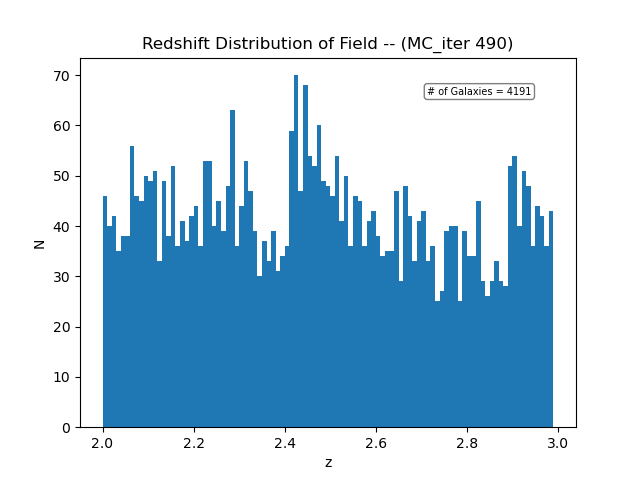 Redshift Distribution of Field -- (MC_iter 490)
# of Galaxies = 4191
70
60
50
40
30
20
10
0
N
2.0 2.2 2.4 2.6 2.8 3.0
z